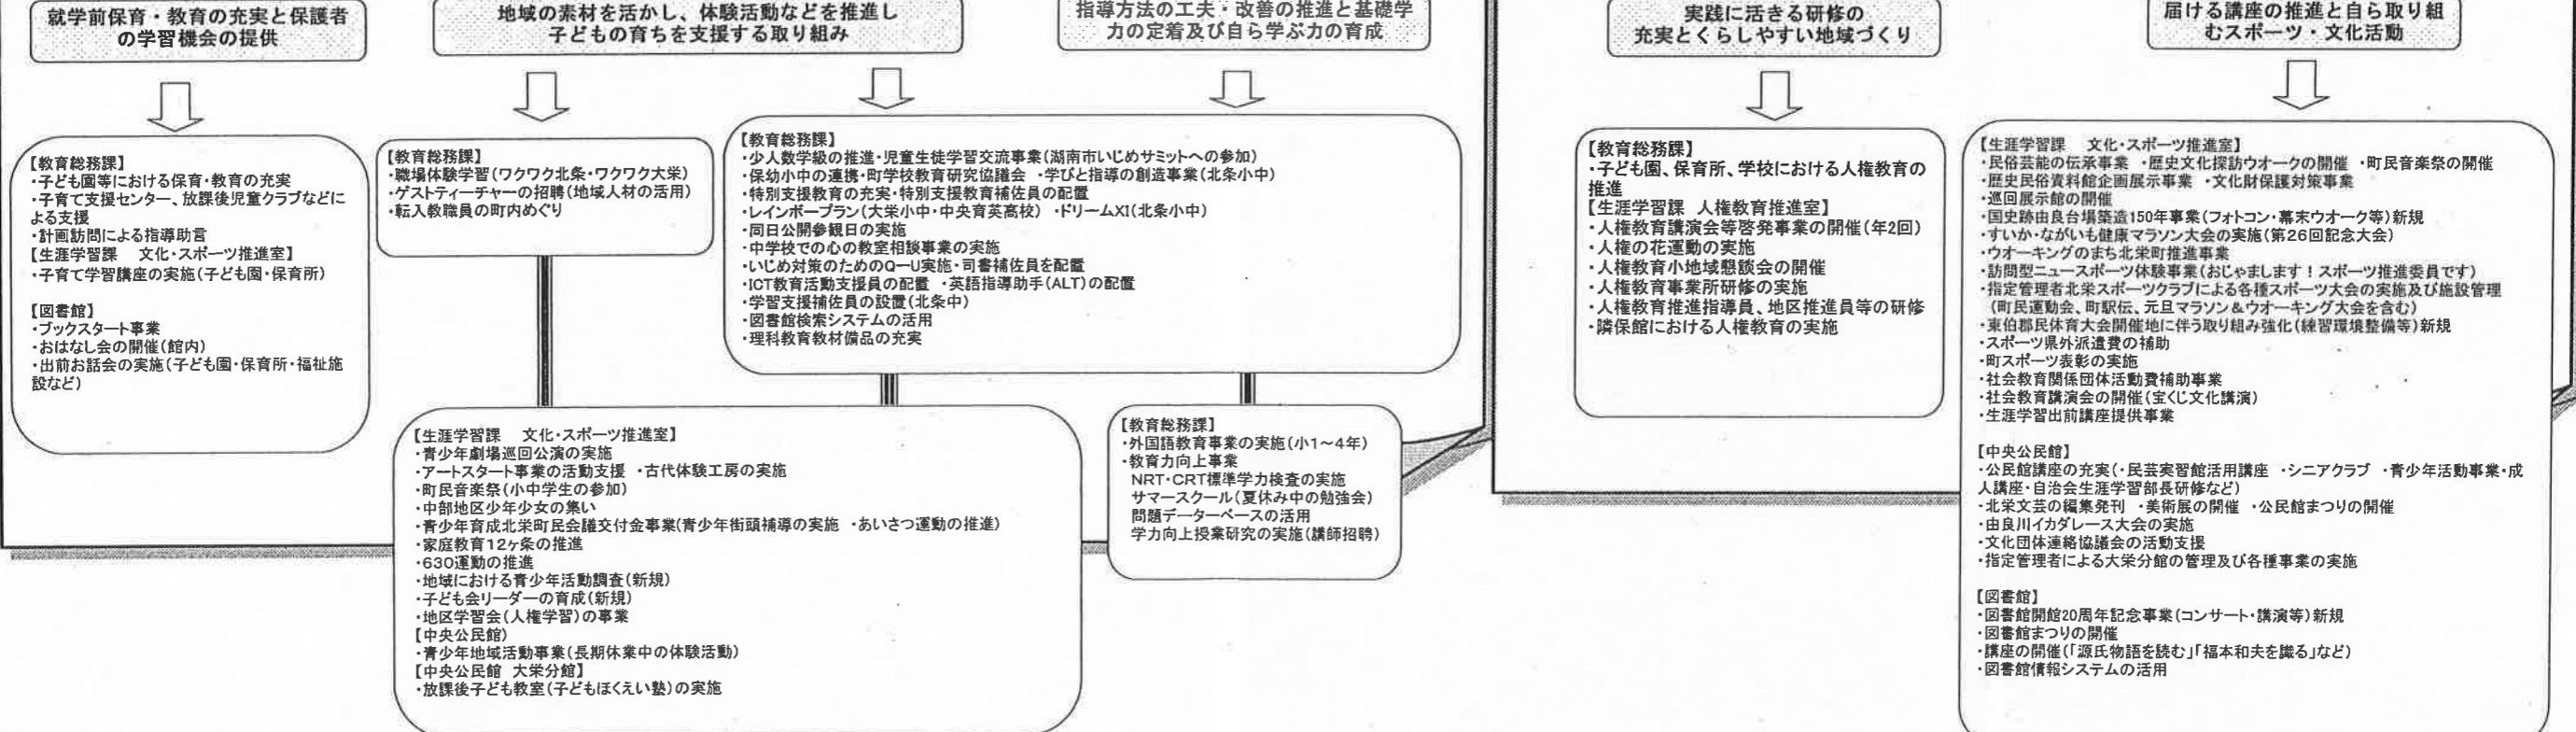 就学前保育・教育の充実と保護者
の学習機会の提供
地域の素材を活かし、体験活動などを推進し
子どもの育ちを支援する取り組み
指導方法の工夫・改善の推進と基礎学
力の定着及び自ら学ぶ力の育成
実践に活きる研修の
充実とくらしやすい地域づくり
届ける講座の推進と自ら取り組
むスポーツ・文化活動
【教育総務課】
・子ども園等における保育・教育の充実
・子育て支援センター、放課後児童クラブなどに
よる支援
・計画訪問による指導助言
【生涯学習課　文化・スポーツ推進室】
・子育て学習講座の実施(子ども園・保育所)
【図書館】
・ブックスタート事業
・おはなし会の開催(館内)
・出前お話会の実施(子ども園・保育所・福祉施
設など)
【教育総務課】
・職場体験学習(ワクワク北条・ワクワク大栄)
・ゲストティーチャーの招聘(地域人材の活用)
・転入教職員の町内めぐり
【教育総務課】
・少人数学級の推進・児童生徒学習交流事業(湖南市いじめサミットへの参加)
・保幼小中の連携・町学校教育研究協議会　・学びと指導の創造事業(北条小中)
・特別支援教育の充実・特別支援教育補佐員の配置
・レインボープラン(大栄小中・中央育英高校)　・ドリームXI(北条小中)
・同日公開参観日の実施
・中学校での心の教室相談事業の実施
・いじめ対策のためのQ－U実施・司書補佐員を配置
・ICT教育活動支援員の配置　・英語指導助手(ALT)の配置
・学習支援補佐員の設置(北条中)
・図書館検索システムの活用
・理科教育教材備品の充実
【生涯学習課　文化・スポーツ推進室】
・青少年劇場巡回公演の実施
・アートスタート事業の活動支援　・古代体験工房の実施
・町民音楽祭(小中学生の参加)
・中部地区少年少女の集い
・青少年育成北栄町民会議交付金事業(青少年街頭補導の実施　・あいさつ運動の推進)
・家庭教育12ヶ条の推進
・630運動の推進
・地域における青少年活動調査(新規)
・子ども会リーダーの育成(新規)
・地区学習会(人権学習)の事業
【中央公民館)
・青少年地域活動事業(長期休業中の体験活動)
【中央公民館　大栄分館】
・放課後子ども教室(子どもほくえい塾)の実施
【教育総務課】
・外国語教育事業の実施(小1～4年)
・教育力向上事業
NRT・CRT標準学力検査の実施
サマースクール(夏休み中の勉強会)
問題データーベースの活用
学力向上授業研究の実施(講師招聘)
【教育総務課】
・子ども園、保育所、学校における人権教育の
推進
【生涯学習課　人権教育推進室】
・人権教育講演会等啓発事業の開催(年2回)
・人権の花運動の実施
・人権教育小地域懇談会の開催
・人権教育事業所研修の実施
・人権教育推進指導員、地区推進員等の研修
・隣保館における人権教育の実施
【生涯学習課　文化・スポーツ推進室】
・民俗芸能の伝承事業　・歴史文化探訪ウオークの開催　・町民音楽祭の開催
・歴史民俗資料館企画展示事業　・文化財保護対策事業
・巡回展示館の開催
・国史跡由良台場築造150年事業(フォトコン・幕末ウオーク等)新規
・すいか・ながいも健康マラソン大会の実施(第26回記念大会)
・ウオーキングのまち北栄町推進事業
・訪問型ニュースポーツ体験事業(おじゃまします！スポーツ推進委員です)
・指定管理者北栄スポーツクラブによる各種スポーツ大会の実施及び施設管理
(町民運動会、町駅伝、元旦マラソン＆ウオーキング大会を含む)
・東伯郡民体育大会開催地に伴う取り組み強化(練習環境整備等)新規
・スポーツ県外派遣費の補助
・町スポーツ表彰の実施
・社会教育関係団体活動費補助事業
・社会教育講演会の開催(宝くじ文化講演)
・生涯学習出前講座提供事業
【中央公民館】
・公民館講座の充実(・民芸実習館活用講座　・シニアクラブ　・青少年活動事業・成
人講座・自治会生涯学習部長研修など)
・北栄文芸の編集発刊　・美術展の開催　・公民館まつりの開催
・由良川イカダレース大会の実施
・文化団体連絡協議会の活動支援
・指定管理者による大栄分館の管理及び各種事業の実施
【図書館】
・図書館開館20周年記念事業(コンサート・講演等)新規
・図書館まつりの開催
・講座の開催(「源氏物語を読む」「福本和夫を識る」など)
・図書館情報システムの活用